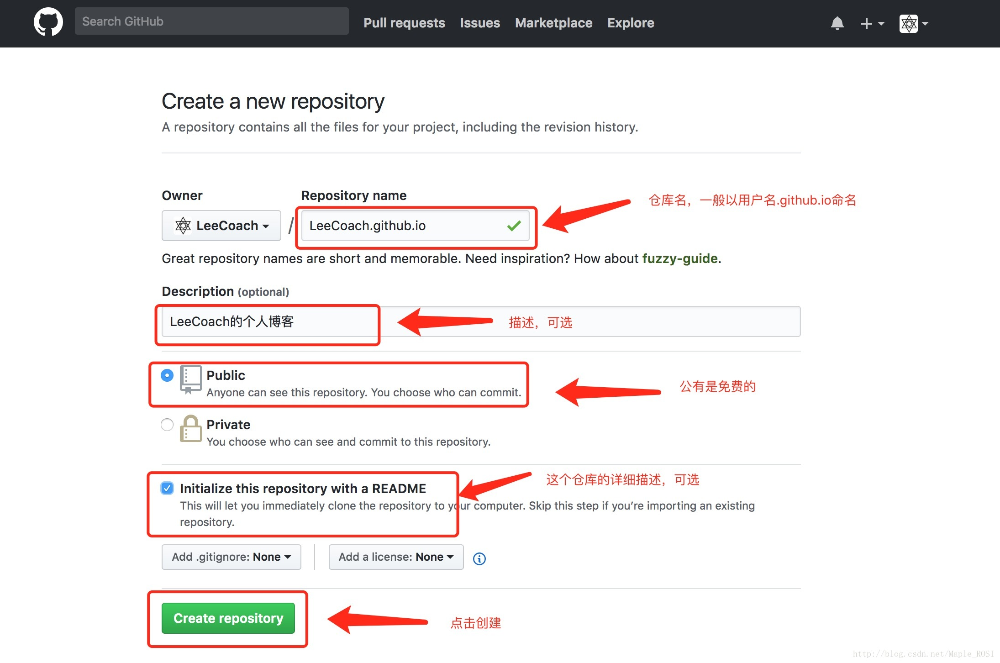 Search GitHub Pull requests Issues Marketplace Explore
Create a new repository
A repository contains all the files for your project, including the revision history.
Owner Repository name
仓库名，一般以用户名.github.io命名
LeeCoach / LeeCoach.github.io
Great repository names are short and memorable. Need inspiration? How about fuzzy-guide.
Description (optional)
LeeCoach的个人博客 描述，可选
Public
Anyone can see this repository. You choose who can commit.
公有是免费的
Private
You choose who can see and commit to this repository.
这个仓库的详细描述，可选
Initialize this repository with a README
This will let you immediately clone the repository to your computer. Skip this step if you’re importing an existing
repository.
Add .gitignore: None Add a license: None
Create repository 点击创建
http://blog.csdn.net/Maple_ROSI